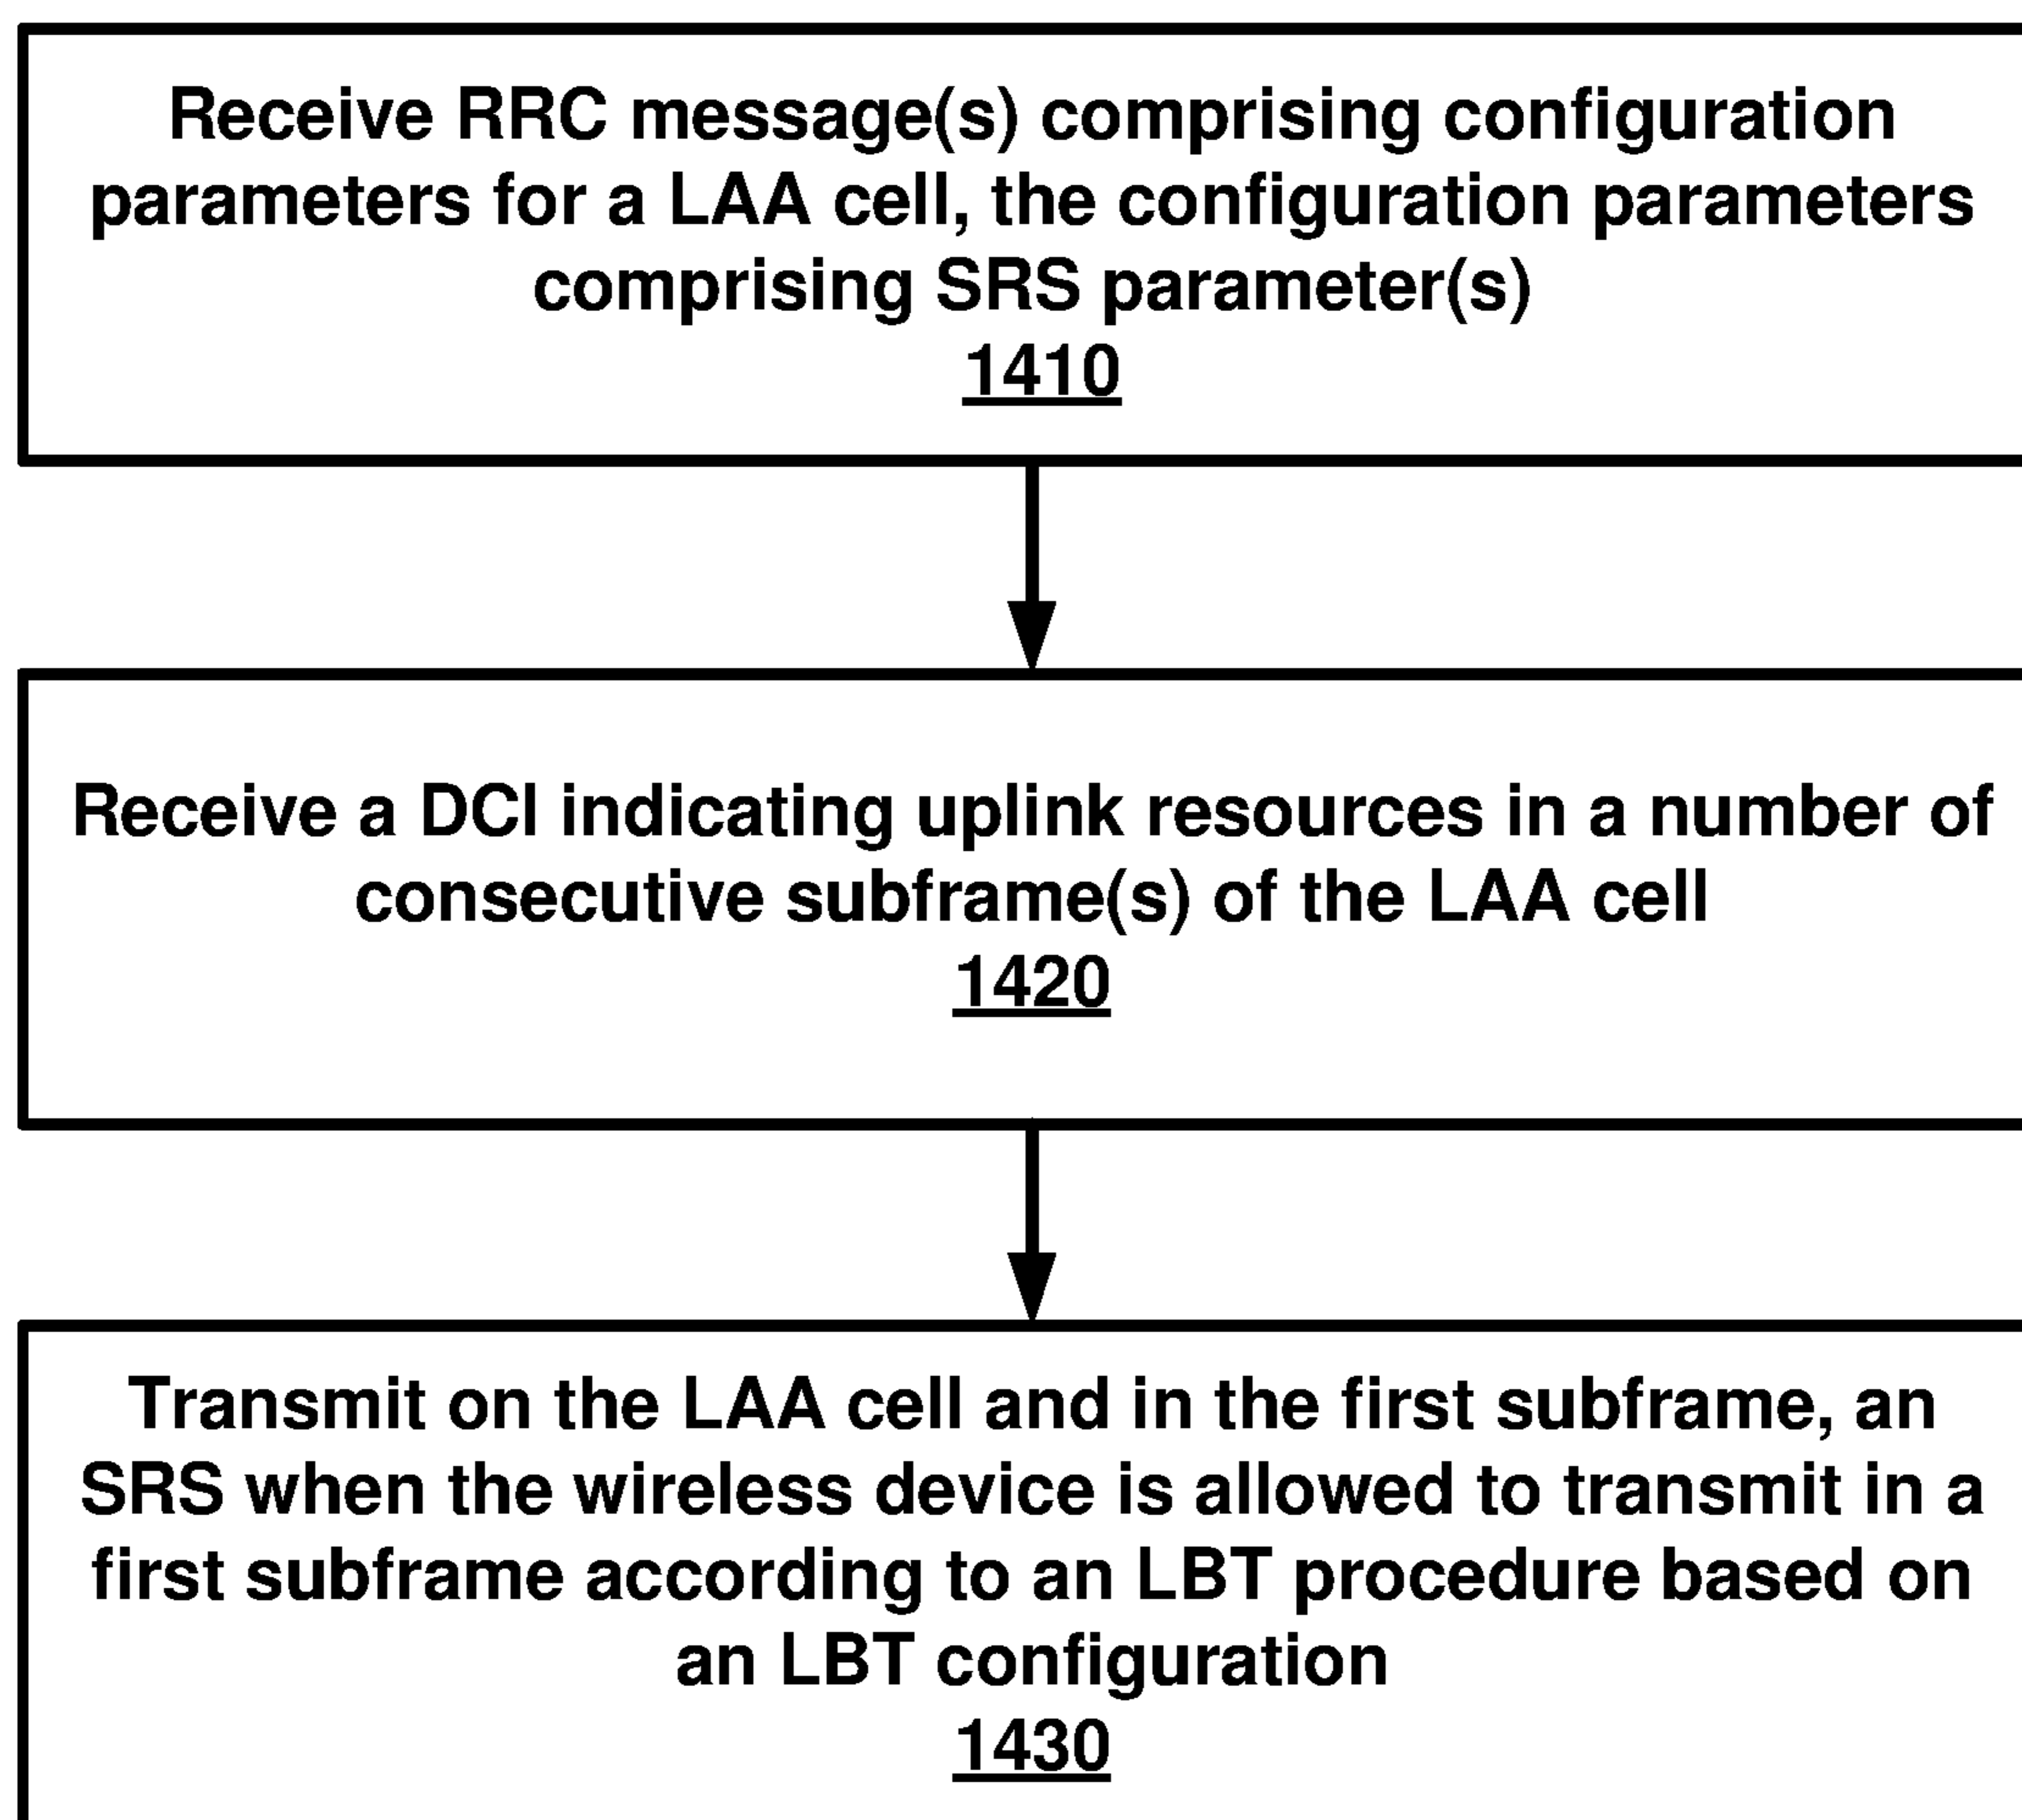 Receive RRC message(s) comprising configuration
parameters for a LAA cell, the configuration parameters
comprising SRS parameter(s)
1410
Receive a DCI indicating uplink resources in a number of
consecutive subframe(s) of the LAA cell
1420
Transmit on the LAA cell and in the first subframe, an
SRS when the wireless device is allowed to transmit in a
first subframe according to an LBT procedure based on
an LBT configuration
1430